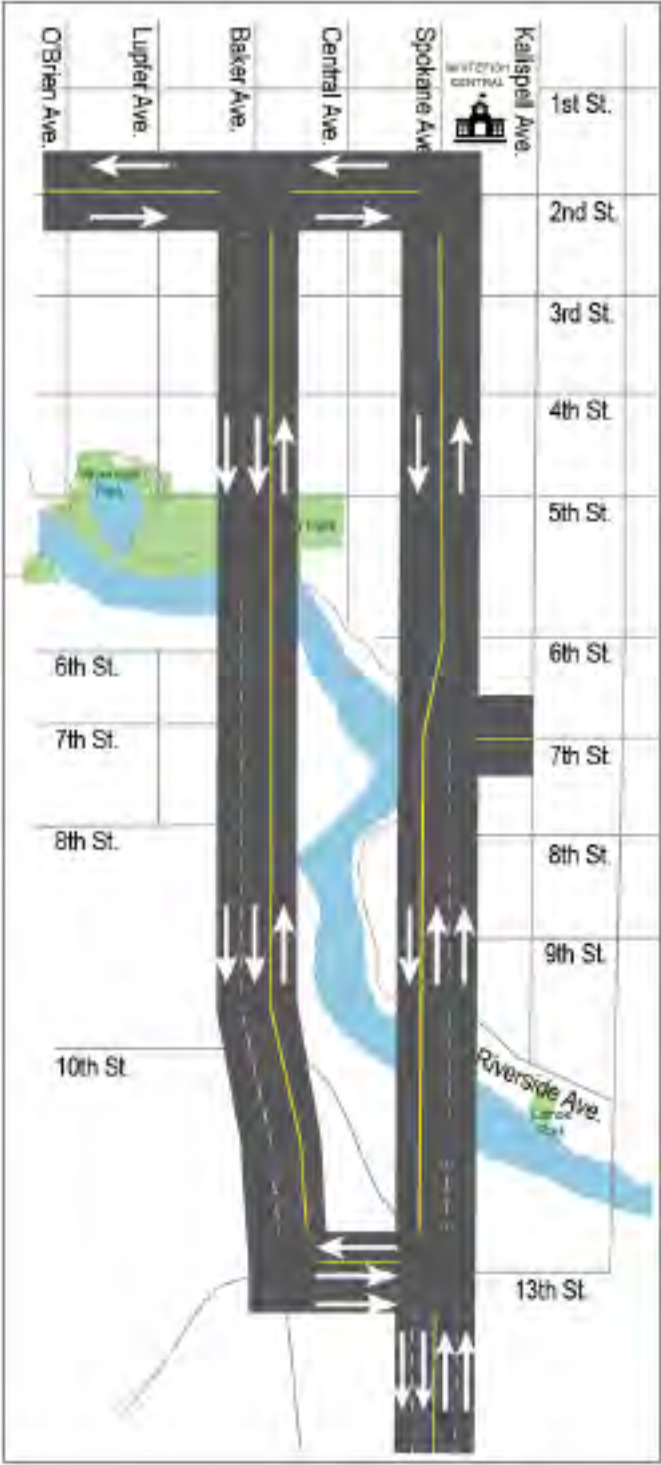 O'Brien Ave.
Lupfer Ave.
Baker Ave.
Central Ave.
Spokane Ave
Kalispell Ave.
CENTRAL
1st St.
2nd St.
3rd St.
4th St.
5th St.
Park
6th St.
6th St.
7th St.
7th St.
8th St.
8th St.
9th St.
10th St.
Riverside Ave.
13th St.